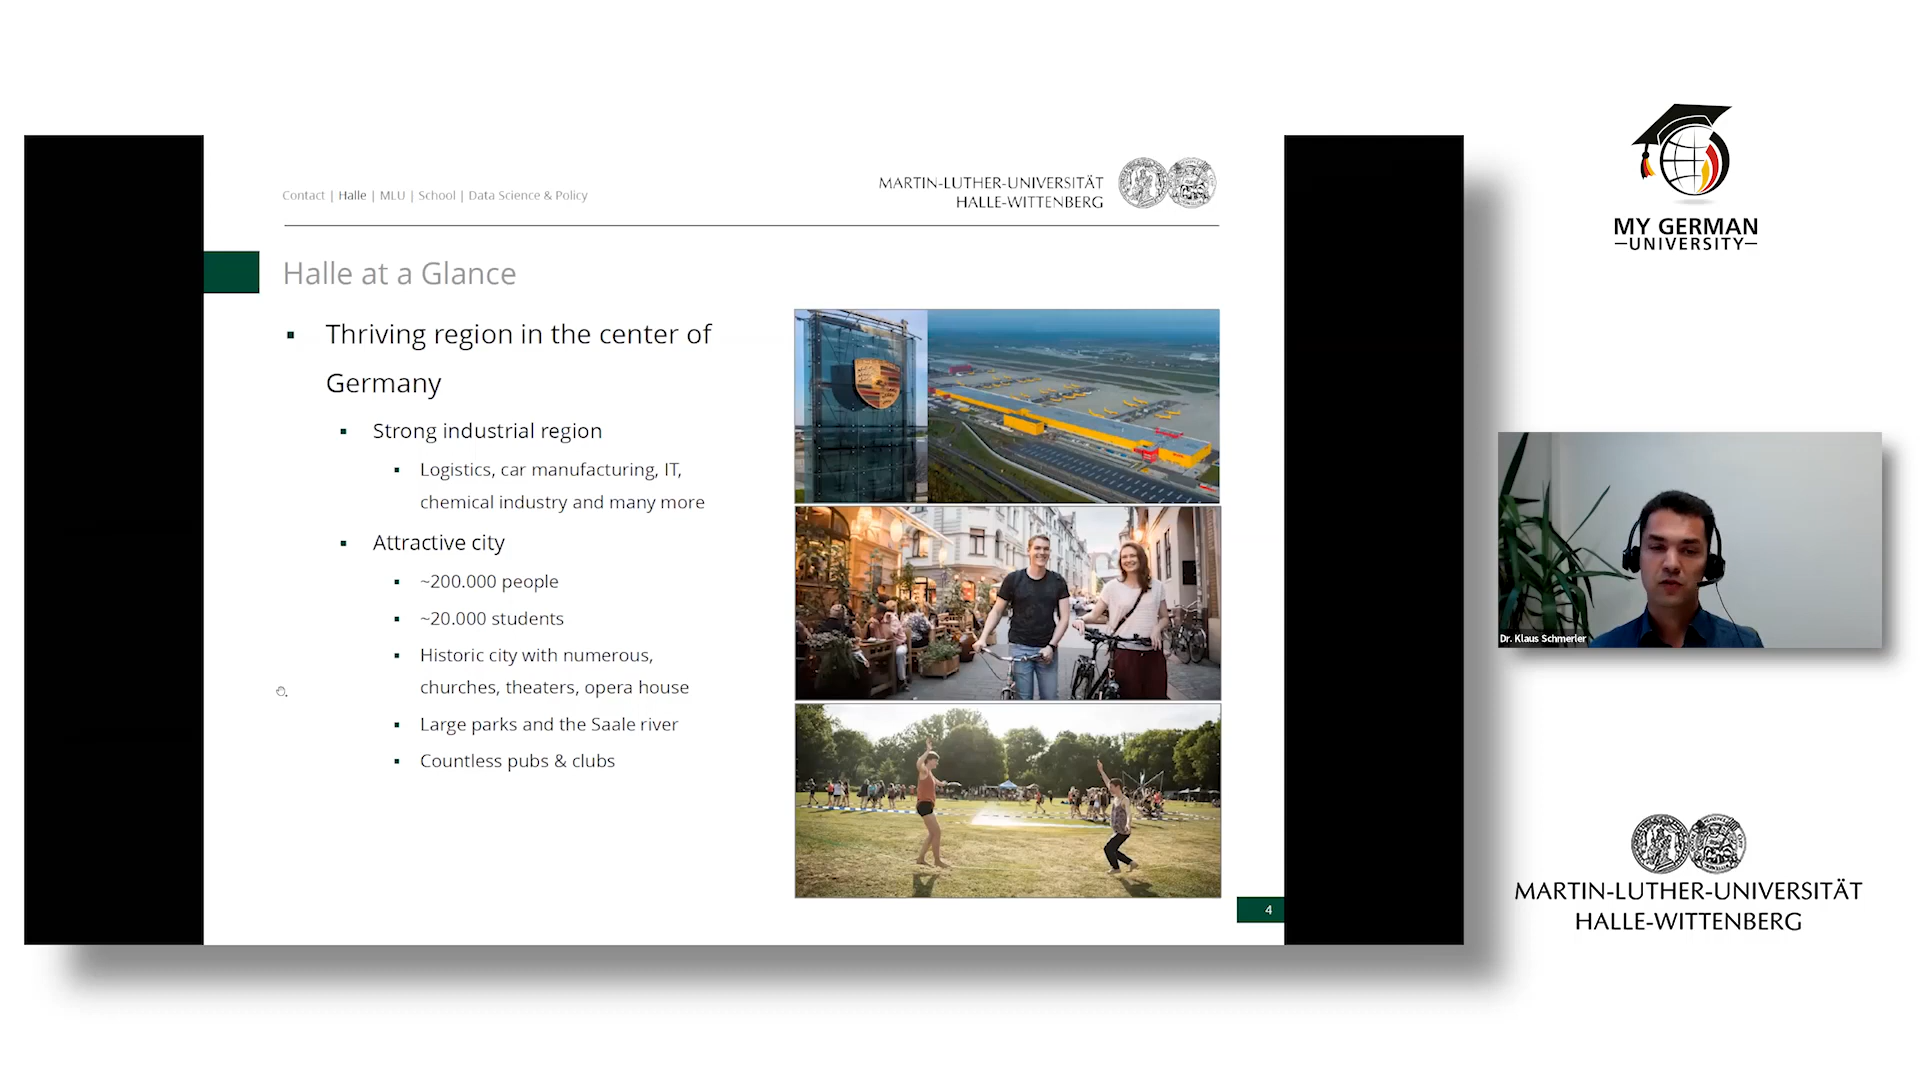 Contact | Halle | MLU | School | Data Science & Policy
MARTIN-LUTHER-UNIVERSITÄT
HALLE-WITTENBERG
Halle at a Glance
Thriving region in the center of
Germany
Strong industrial region
Logistics, car manufacturing, IT,
chemical industry and many more
Attractive city
~200.000 people
~20.000 students
Historic city with numerous,
churches, theaters, opera house
Large parks and the Saale river
Countless pubs & clubs
4
MY GERMAN
UNIVERSITY
Dr. Klaus Schmerler
MARTIN-LUTHER-UNIVERSITÄT
HALLE-WITTENBERG